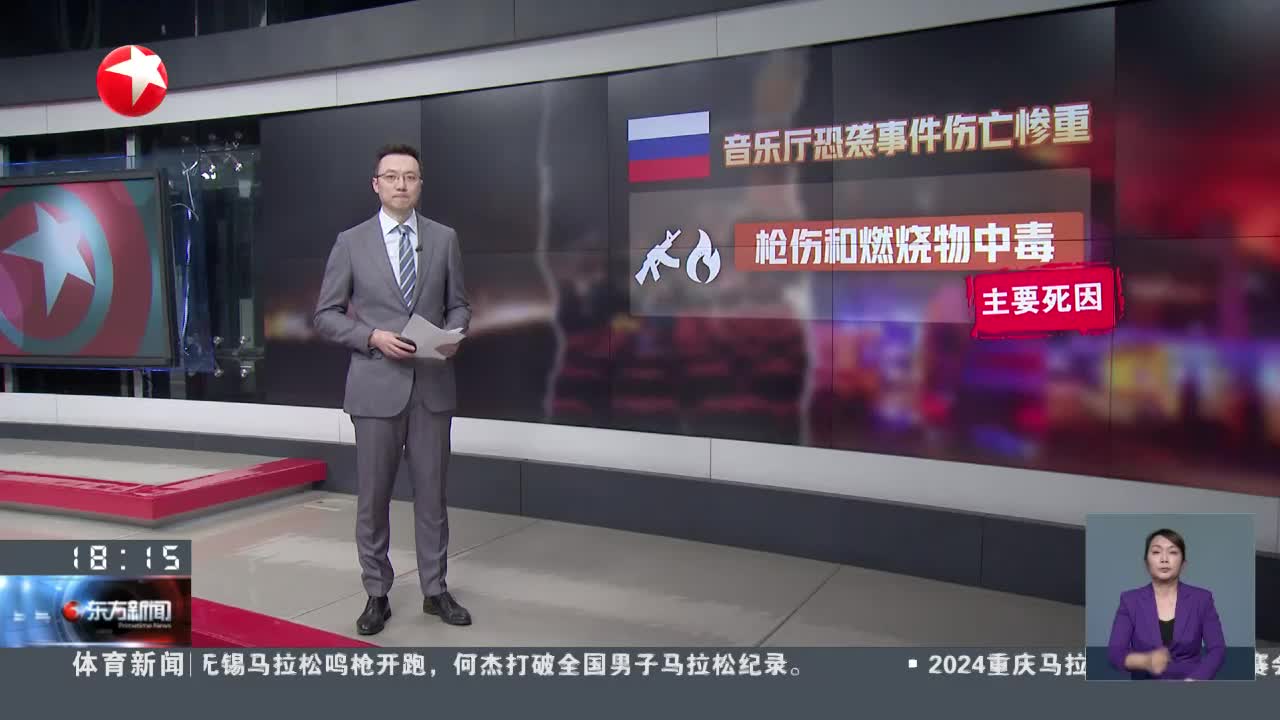 音乐厅恐袭事件伤亡惨重
枪伤和燃烧物中毒
主要死因
18:15
东方新闻
Primetime News
体育新闻 无锡马拉松鸣枪开跑，何杰打破全国男子马拉松纪录。 ▪ 2024重庆马拉